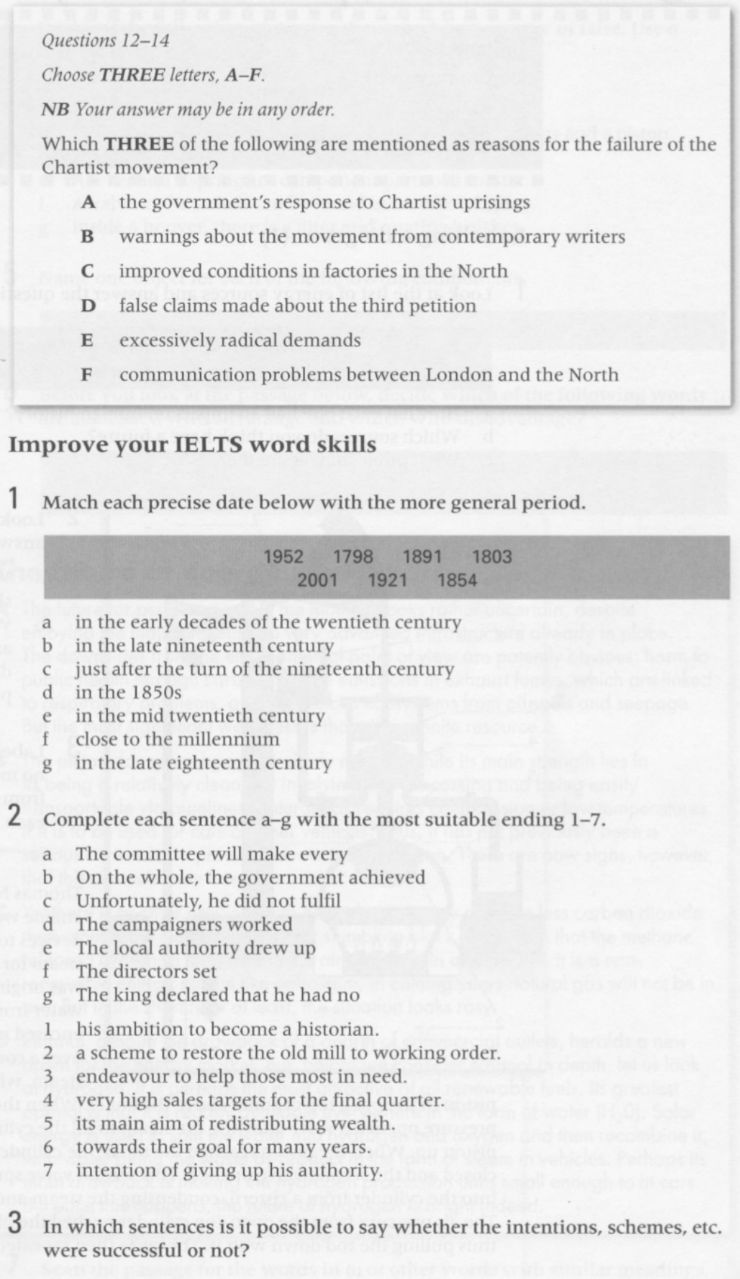 Questions 12–14
Choose THREE letters, A–F.
NB Your answer may be in any order.
Which THREE of the following are mentioned as reasons for the failure of the
Chartist movement?
A the government's response to Chartist uprisings
B warnings about the movement from contemporary writers
C improved conditions in factories in the North
D false claims made about the third petition
E excessively radical demands
F communication problems between London and the North
Improve your IELTS word skills
1 Match each precise date below with the more general period.
1952 1798 1891 1803
2001 1921 1854
a in the early decades of the twentieth century
b in the late nineteenth century
c just after the turn of the nineteenth century
d in the 1850s
e in the mid twentieth century
f close to the millennium
g in the late eighteenth century
2 Complete each sentence a–g with the most suitable ending 1–7.
a The committee will make every
b On the whole, the government achieved
c Unfortunately, he did not fulfil
d The campaigners worked
e The local authority drew up
f The directors set
g The king declared that he had no
1 his ambition to become a historian.
2 a scheme to restore the old mill to working order.
3 endeavour to help those most in need.
4 very high sales targets for the final quarter.
5 its main aim of redistributing wealth.
6 towards their goal for many years.
7 intention of giving up his authority.
3 In which sentences is it possible to say whether the intentions, schemes, etc.
were successful or not?